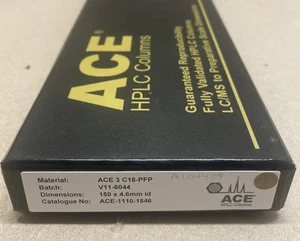 ACE®
HPLC Columns
Guaranteed Reproducibility
Fully Validated HPLC Columns
LC/MS to Preparative Scale Dimensions
Material: ACE 3 C18-PFP
Batch: V11-6044
Dimensions: 150 x 4.6mm id
Catalogue No: ACE-1110-1546
ACE
HPLC Columns